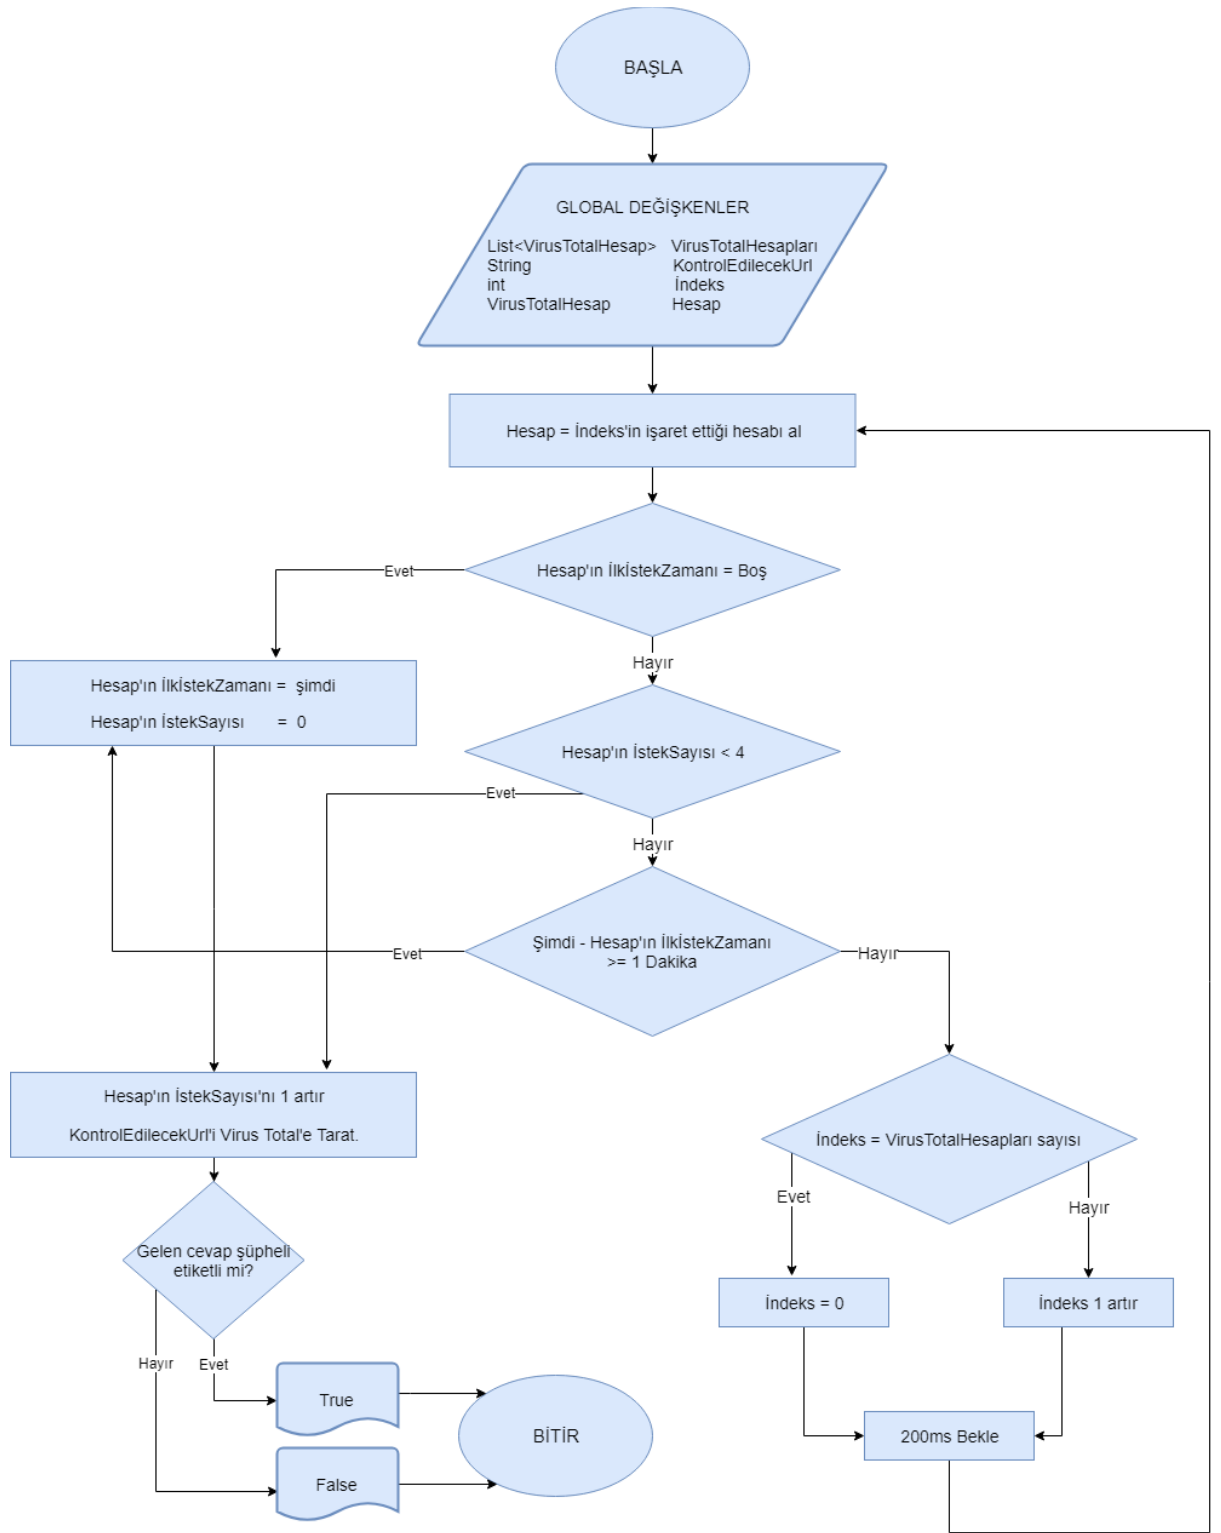 BAŞLA
GLOBAL DEĞİŞKENLER
List<VirusTotalHesap> VirusTotalHesapları
String KontrolEdilecekUrl
int İndeks
VirusTotalHesap Hesap
Hesap = İndeks'in işaret ettiği hesabı al
Hesap'ın İlkİstekZamanı = Boş
Evet
Hayır
Hesap'ın İlkİstekZamanı = şimdi
Hesap'ın İstekSayısı = 0
Hesap'ın İstekSayısı < 4
Evet
Hayır
Şimdi - Hesap'ın İlkİstekZamanı
>= 1 Dakika
Evet
Hayır
Hesap'ın İstekSayısı'nı 1 artır
KontrolEdilecekUrl'i Virus Total'e Tarat.
İndeks = VirusTotalHesapları sayısı
Evet
Hayır
Gelen cevap şüpheli
etiketli mi?
İndeks = 0
İndeks 1 artır
Hayır
Evet
True
BİTİR
200ms Bekle
False